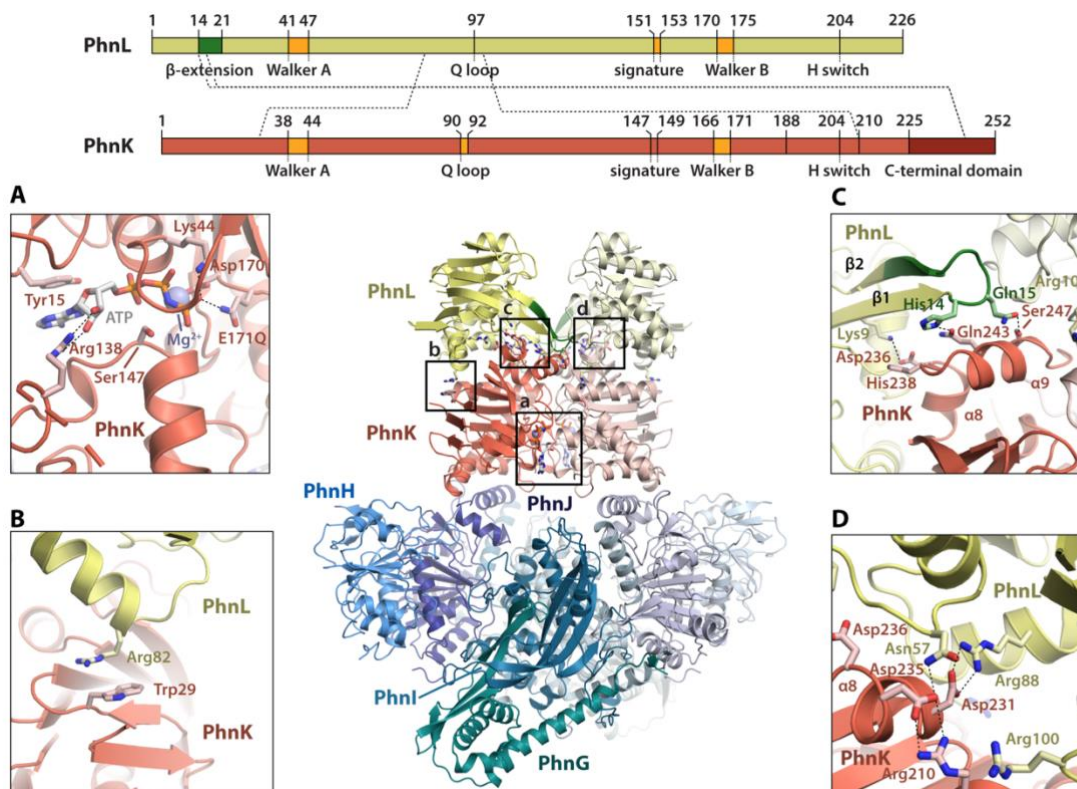 1 14 21 41 47 97 151 153 170 175 204 226
PhnL
β-extension Walker A Q loop signature Walker B H switch
1 38 44 90 92 147 149 166 171 188 204 210 225 252
PhnK
Walker A Q loop signature Walker B H switch C-terminal domain
A
Lys44
Asp170
Tyr15
ATP
E171Q
Mg²⁺
Arg138
Ser147
PhnK
B
PhnL
Arg82
Trp29
PhnK
PhnL
c
d
b
a
PhnK
PhnH
PhnJ
PhnI
PhnG
C
PhnL
β2
β1
Gln15
Arg10
His14
Ser247
Lys9
Gln243
Asp236
His238
α9
PhnK
α8
D
PhnL
Asp236
Asn57
Asp235
α8
Arg88
Asp231
PhnK
Arg100
Arg210